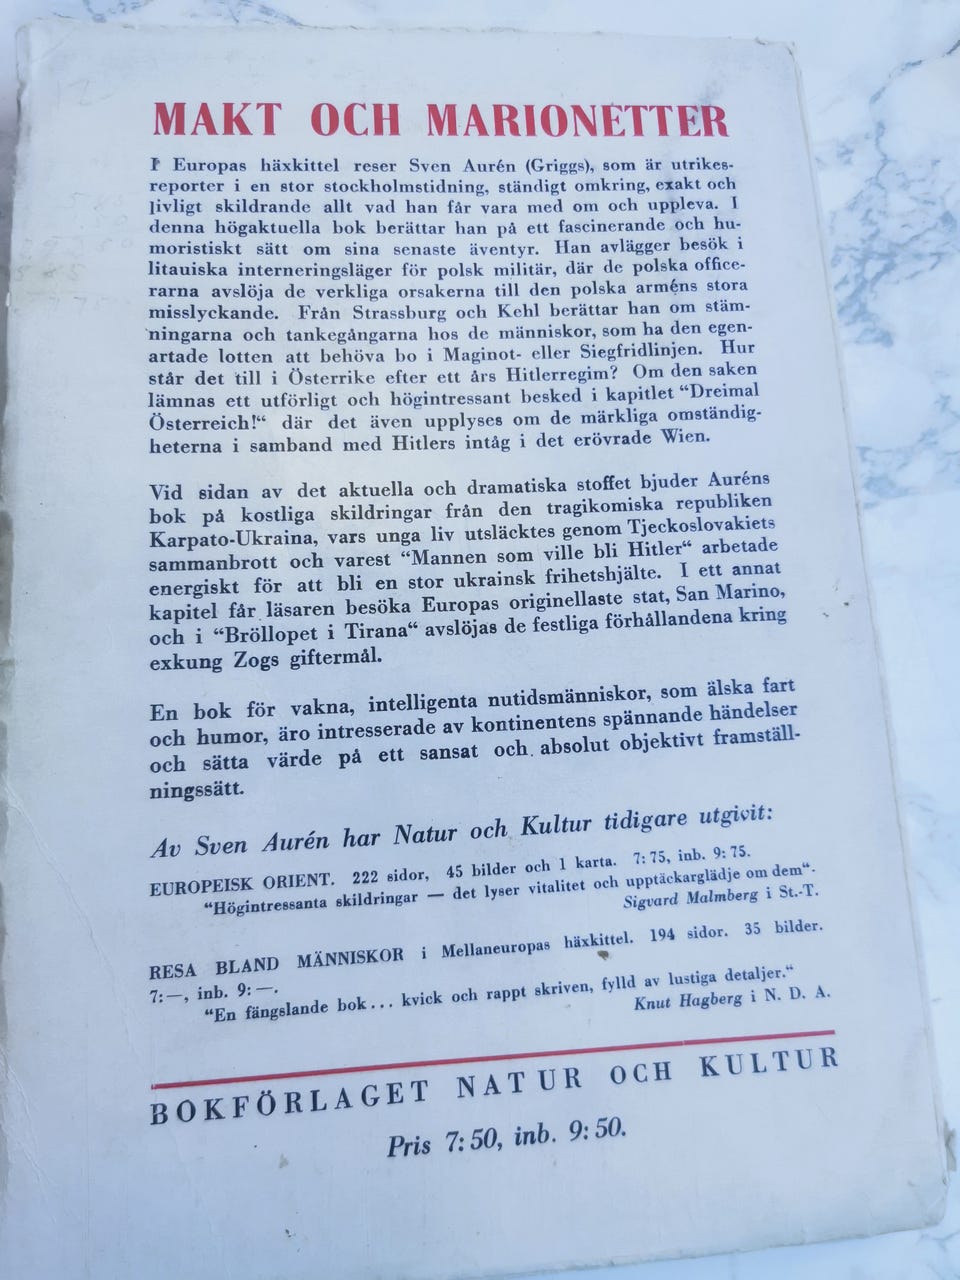 MAKT OCH MARIONETTER
I Europas häxkittel reser Sven Aurén (Griggs), som är utrikes-
reporter i en stor stockholmstidning, ständigt omkring, exakt och
livligt skildrande allt vad han får vara med om och uppleva. I
denna högaktuella bok berättar han på ett fascinerande och hu-
moristiskt sätt om sina senaste äventyr. Han avlägger besök i
litauiska interneringsläger för polsk militär, där de polska office-
rarna avslöja de verkliga orsakerna till den polska arméns stora
misslyckande. Från Strassburg och Kehl berättar han om stäm-
ningarna och tankegångarna hos de människor, som ha den egen-
artade lotten att behöva bo i Maginot- eller Siegfridlinjen. Hur
står det till i Österrike efter ett års Hitlerregim? Om den saken
lämnas ett utförligt och högintressant besked i kapitlet “Dreimal
Österreich!“ där det även upplyses om de märkliga omständig-
heterna i samband med Hitlers intåg i det erövrade Wien.
Vid sidan av det aktuella och dramatiska stoffet bjuder Auréns
bok på kostliga skildringar från den tragikomiska republiken
Karpato-Ukraina, vars unga liv utsläcktes genom Tjeckoslovakiets
sammanbrott och varest “Mannen som ville bli Hitler“ arbetade
energiskt för att bli en stor ukrainsk frihetshjälte. I ett annat
kapitel får läsaren besöka Europas originellaste stat, San Marino,
och i “Bröllopet i Tirana“ avslöjas de festliga förhållandena kring
exkung Zogs giftermål.
En bok för vakna, intelligenta nutidsmänniskor, som älska fart
och humor, äro intresserade av kontinentens spännande händelser
och sätta värde på ett sansat och absolut objektivt framställ-
ningssätt.
Av Sven Aurén har Natur och Kultur tidigare utgivit:
EUROPEISK ORIENT. 222 sidor, 45 bilder och 1 karta. 7: 75, inb. 9: 75.
“Högintressanta skildringar — det lyser vitalitet och upptäckarglädje om dem“.
Sigvard Malmberg i St.-T.
RESA BLAND MÄNNISKOR i Mellaneuropas häxkittel. 194 sidor. 35 bilder.
7: —, inb. 9: —.
“En fängslande bok... kvick och rappt skriven, fylld av lustiga detaljer.“
Knut Hagberg i N. D. A.
BOKFÖRLAGET NATUR OCH KULTUR
Pris 7: 50, inb. 9: 50.